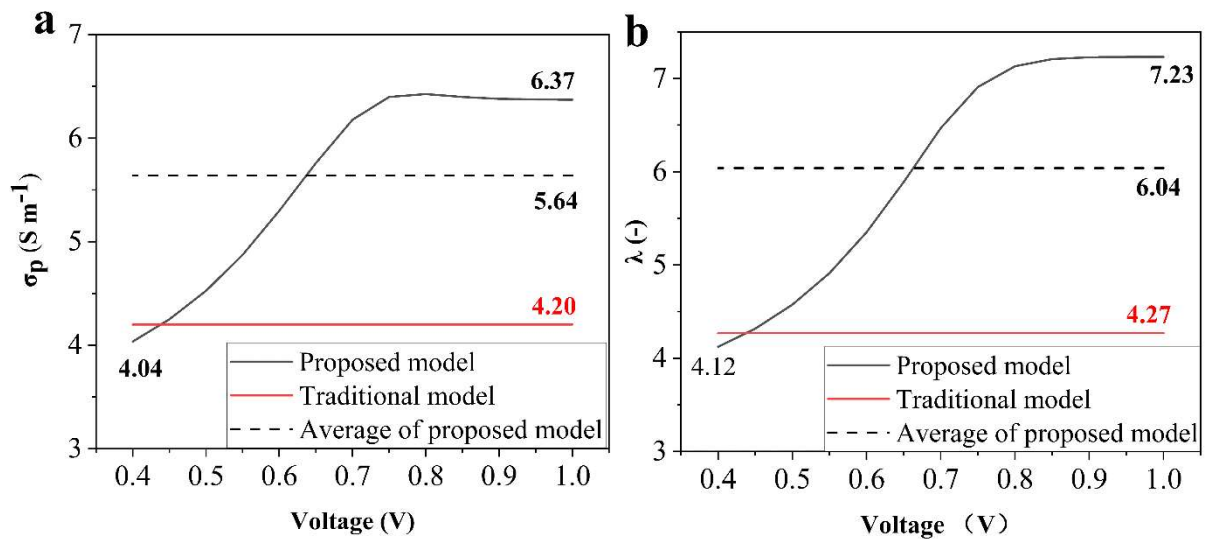 a
7
6
5
4
3
σp (S m-1)
6.37
5.64
4.20
4.04
Proposed model
Traditional model
Average of proposed model
0.4 0.5 0.6 0.7 0.8 0.9 1.0
Voltage (V)
b
7
6
5
4
3
λ (-)
7.23
6.04
4.27
4.12
Proposed model
Traditional model
Average of proposed model
0.4 0.5 0.6 0.7 0.8 0.9 1.0
Voltage （V）